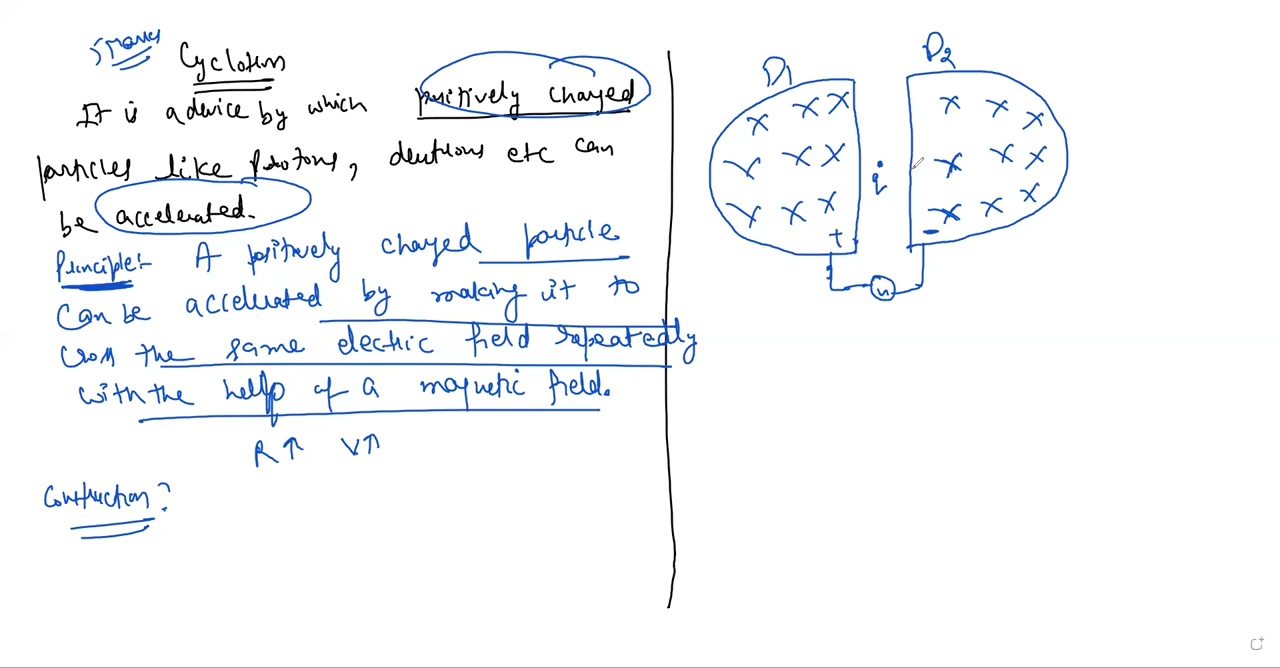 5 marks
Cyclotron
It is a device by which positively charged
particles like protons, deutrons etc can
be accelerated.
Principle:- A positively charged particle
can be accelerated by making it to
cross the same electric field repeatedly
with the help of a magnetic field.
R↑ V↑
Construction:
D1 D2
X X X X X X
X X X q X X X
X X X X X X
+ -
~